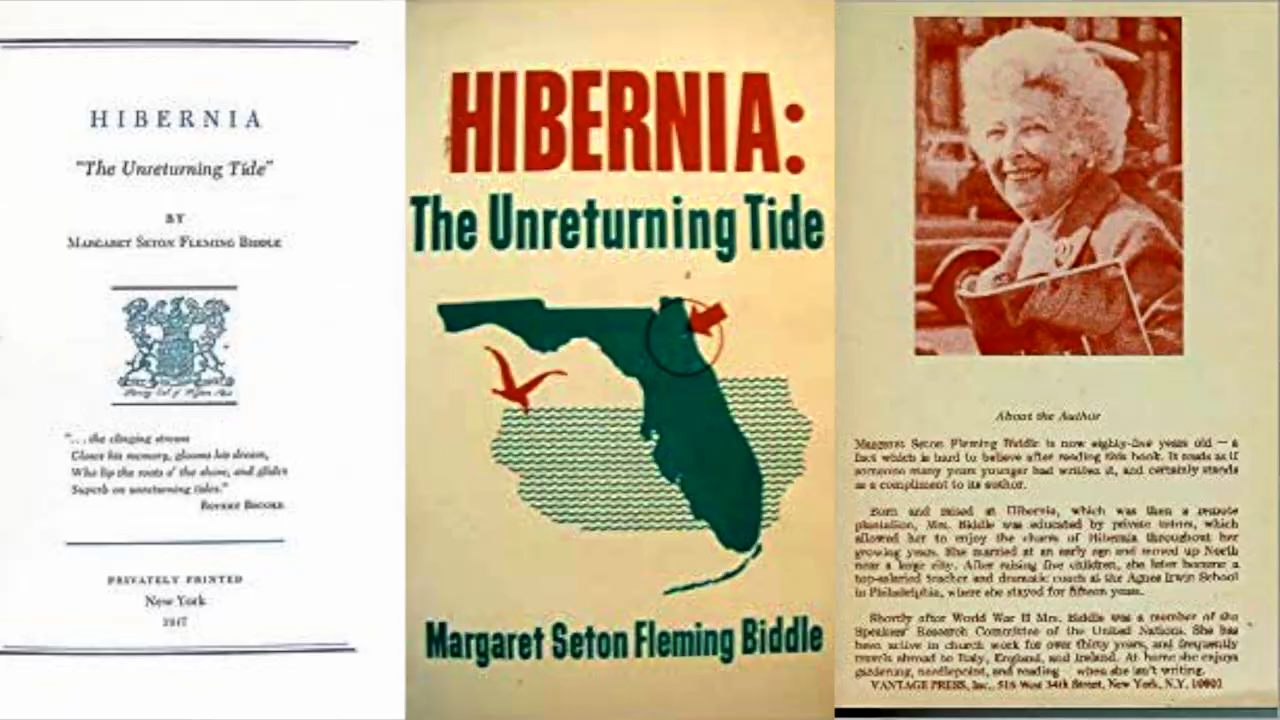 HIBERNIA
"The Unreturning Tide"
BY
MARGARET SETON FLEMING BIDDLE
"... the clinging stream
Closes his memory, glooms his dream,
Who lip the roots o' the shore, and glides
Superb on unreturning tides."
RUPERT BROOKE
PRIVATELY PRINTED
New York
1947
HIBERNIA:
The Unreturning Tide
Margaret Seton Fleming Biddle
About the Author
Margaret Seton Fleming Biddle is now eighty-five years old — a
fact which is hard to believe after reading this book. It reads as if
someone many years younger had written it, and certainly stands
as a compliment to its author.
Born and raised at Hibernia, which was then a remote
plantation, Mrs. Biddle was educated by private tutors, which
allowed her to enjoy the charm of Hibernia throughout her
growing years. She married at an early age and moved up North
near a large city. After raising five children, she later became a
top-salaried teacher and dramatic coach at the Agnes Irwin School
in Philadelphia, where she stayed for fifteen years.
Shortly after World War II Mrs. Biddle was a member of the
Speakers' Research Committee of the United Nations. She has
been active in church work for over thirty years, and frequently
travels abroad to Italy, England, and Ireland. At home she enjoys
gardening, needlepoint, and reading — when she isn't writing.
VANTAGE PRESS, Inc., 516 West 34th Street, New York, N.Y. 10001